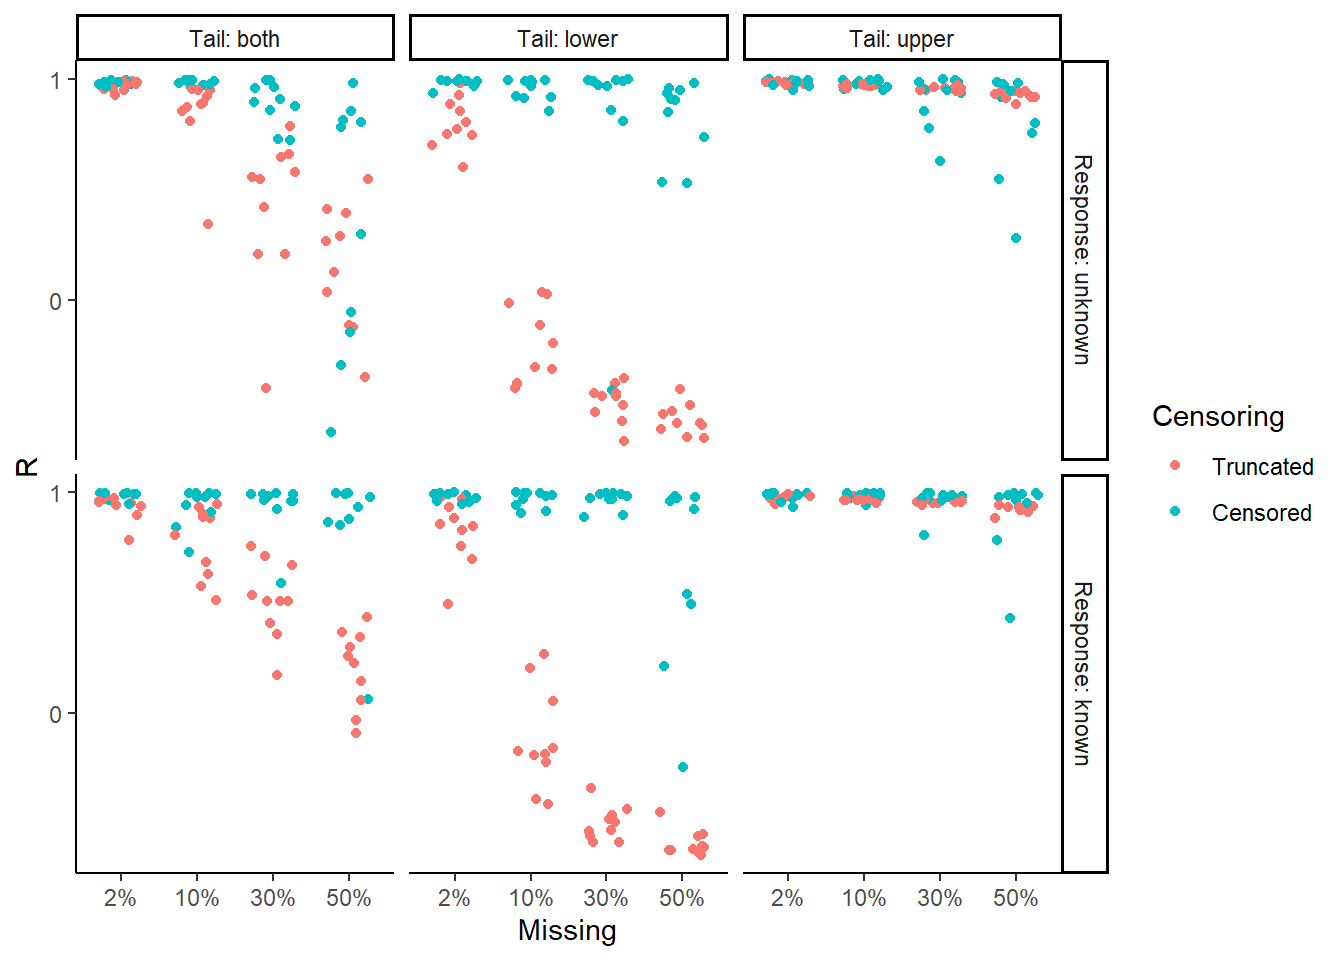 Tail: both
Tail: lower
Tail: upper
1
0
Response: unknown
R
1
0
Response: known
2%
10%
30%
50%
2%
10%
30%
50%
2%
10%
30%
50%
Missing
Censoring
Truncated
Censored